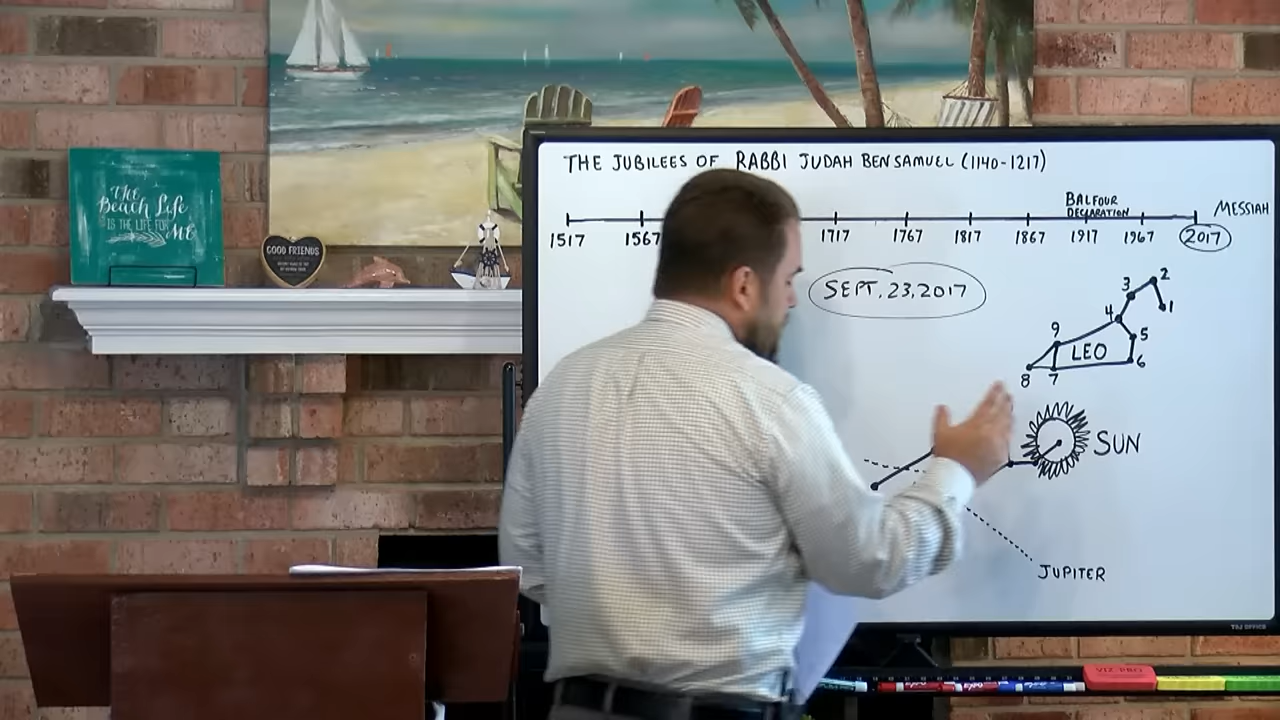 THE JUBILEES OF RABBI JUDAH BEN SAMUEL (1140-1217)
BALFOUR
DECLARATION
MESSIAH
1517 1567 1717 1767 1817 1867 1917 1967 2017
The
Beach Life
IS THE LIFE FOR
ME
GOOD FRIENDS
SEPT. 23, 2017
2
3
1
4
5
9
LEO
6
8 7
SUN
JUPITER